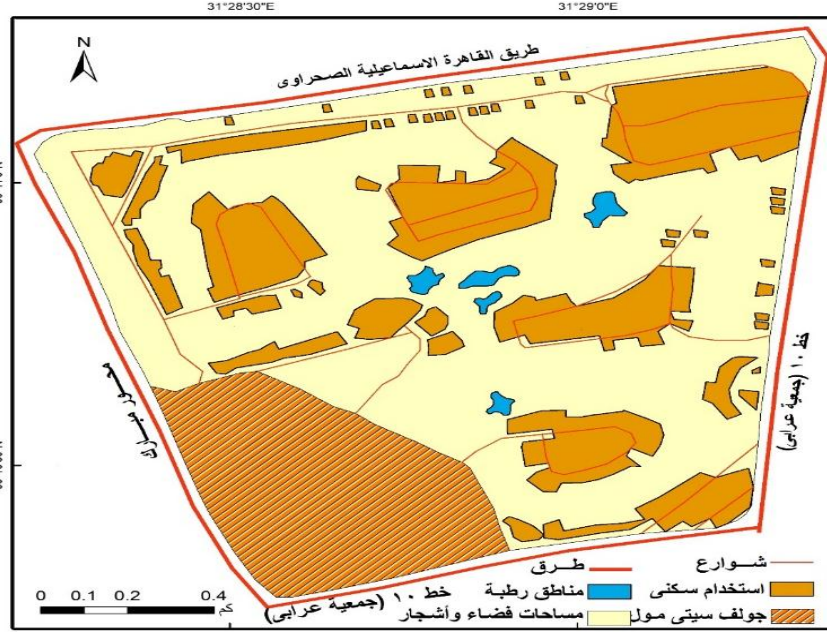 31°28'30"E
31°29'0"E
N
طريق القاهرة الاسماعيلية الصحراوى
محور مبارك
خط ١٠ (جمعية عرابى)
خط ١٠ (جمعية عرابى)
شوارع
طرق
استخدام سكنى
مناطق رطبة
جولف سيتى مول
مساحات فضاء وأشجار
0 0.1 0.2 0.4
كم